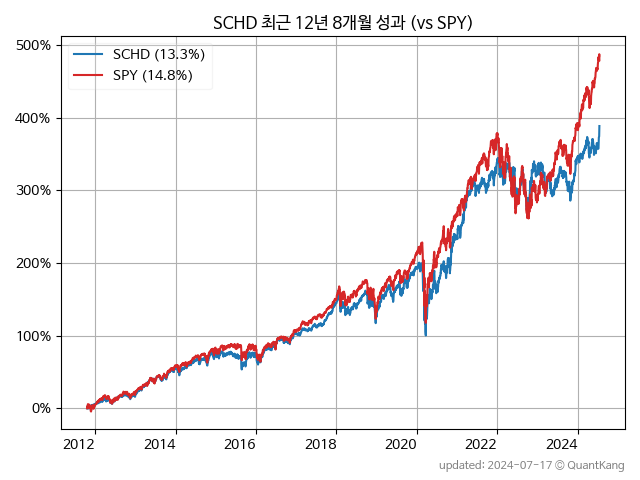 SCHD 최근 12년 8개월 성과 (vs SPY)
SCHD (13.3%)
SPY (14.8%)
500%
400%
300%
200%
100%
0%
2012 2014 2016 2018 2020 2022 2024
updated: 2024-07-17 ⓒ QuantKang